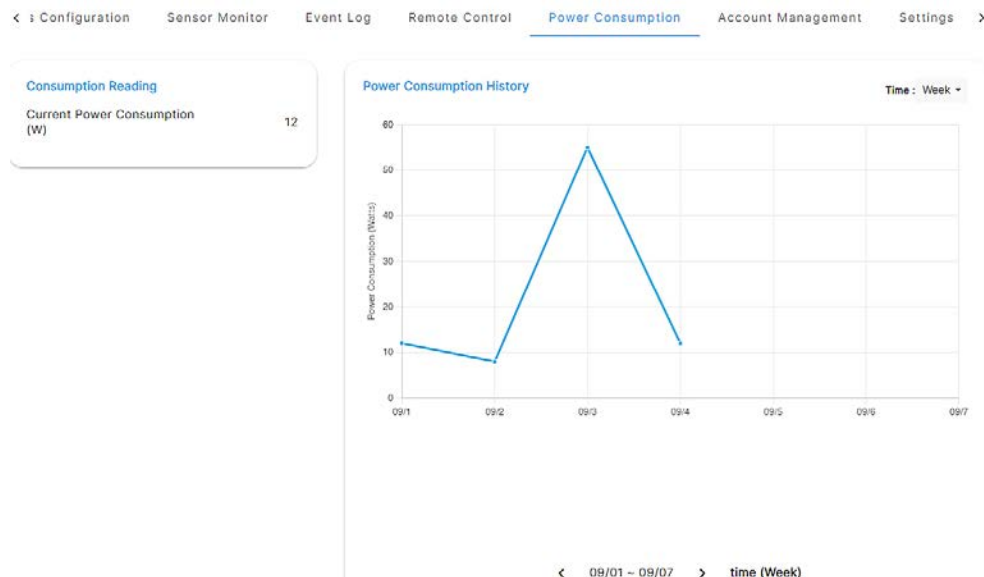 s Configuration Sensor Monitor Event Log Remote Control Power Consumption Account Management Settings
Consumption Reading
Current Power Consumption
(W)
12
Power Consumption History
Time : Week
60
50
40
30
20
10
0
Power Consumption (Watts)
09/1 09/2 09/3 09/4 09/5 09/6 09/7
09/01 ~ 09/07 time (Week)